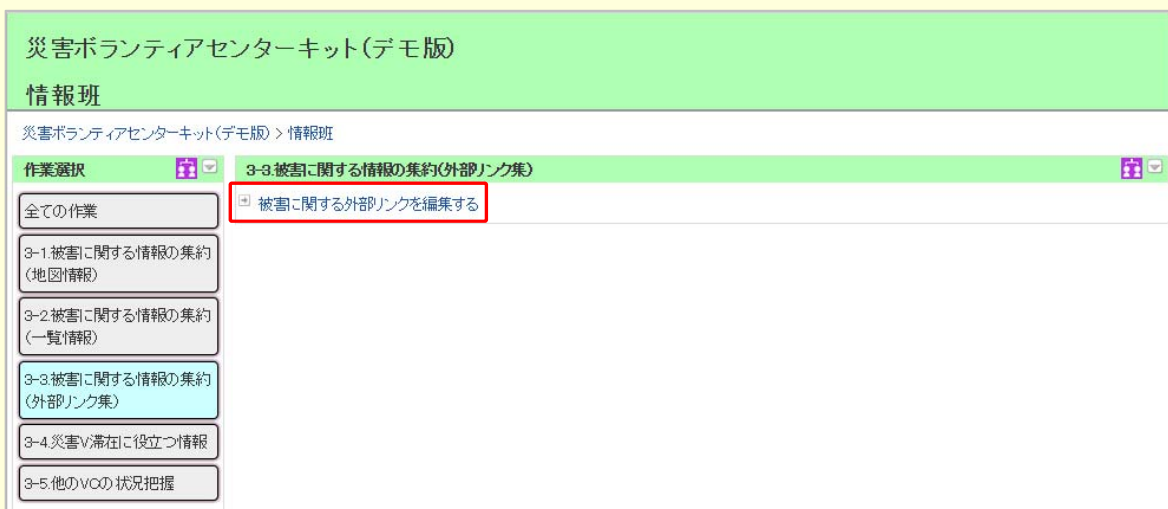 災害ボランティアセンターキット(デモ版)
情報班
災害ボランティアセンターキット(デモ版) > 情報班
作業選択
3-3.被害に関する情報の集約(外部リンク集)
被害に関する外部リンクを編集する
全ての作業
3-1.被害に関する情報の集約
(地図情報)
3-2.被害に関する情報の集約
(一覧情報)
3-3.被害に関する情報の集約
(外部リンク集)
3-4.災害V滞在に役立つ情報
3-5.他のVCの状況把握